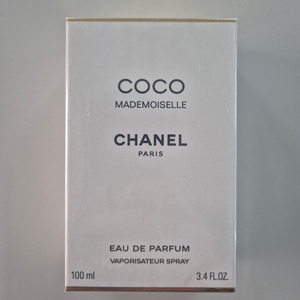 COCO
MADEMOISELLE
CHANEL
PARIS
EAU DE PARFUM
VAPORISATEUR SPRAY
100 ml 3.4 FL.OZ.